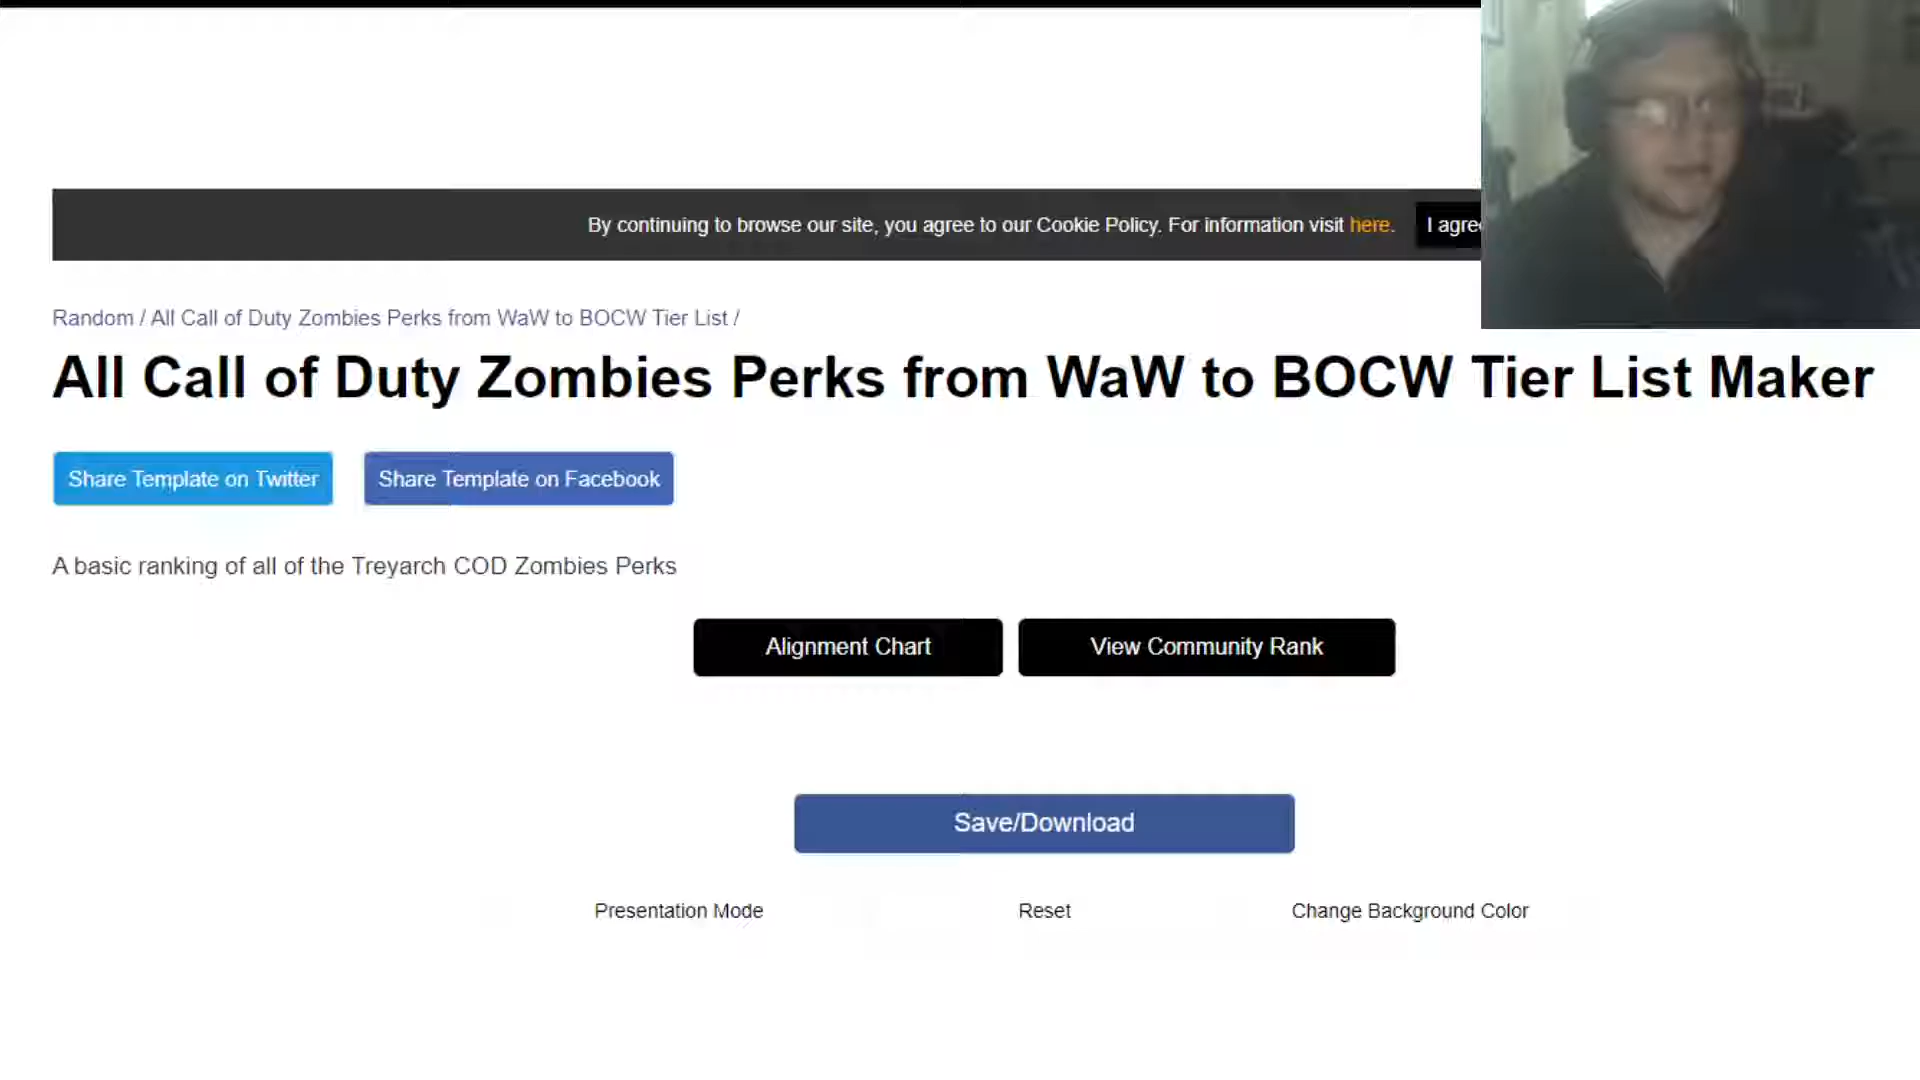 By continuing to browse our site, you agree to our Cookie Policy. For information visit here.
I agree
Random / All Call of Duty Zombies Perks from WaW to BOCW Tier List /
All Call of Duty Zombies Perks from WaW to BOCW Tier List Maker
Share Template on Twitter
Share Template on Facebook
A basic ranking of all of the Treyarch COD Zombies Perks
Alignment Chart
View Community Rank
Save/Download
Presentation Mode
Reset
Change Background Color